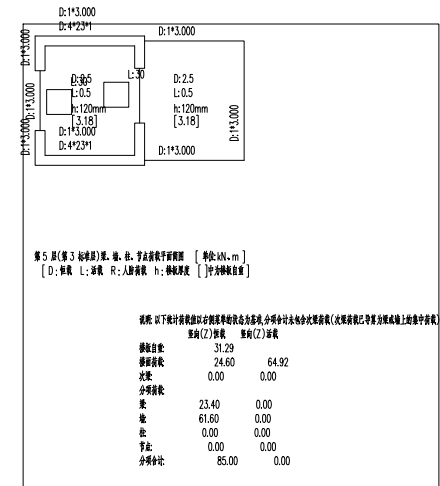 D:1*3.000
D:4*23*1
D:1*3.000
D:0.5
L:30
L:30
D:2.5
L:0.5
L:0.5
h:120mm
h:120mm
[3.18]
[3.18]
D:1*3.000
D:1*3.000
D:1*3.000
D:1*3.000
D:4*23*1
D:1*3.000
D:1*3.000
第 5 层(第 3 标准层)梁、墙、柱、节点荷载平面简图 [ 单位:kN、m ]
[ D: 恒载 L: 活载 R: 人防荷载 h: 楼板厚度 [ ]中为楼板自重 ]
说明: 以下统计荷载值以右侧菜单的状态为基准,分项合计未包含次梁荷载(次梁荷载已导算为梁或墙上的集中荷载)
竖向(Z)恒载 竖向(Z)活载
楼板自重: 31.29
楼面荷载: 24.60 64.92
次梁: 0.00 0.00
分项荷载:
梁: 23.40 0.00
墙: 61.60 0.00
柱: 0.00 0.00
节点: 0.00 0.00
分项合计: 85.00 0.00